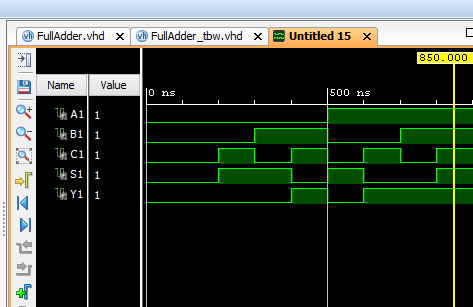 FullAdder.vhd FullAdder_tbw.vhd Untitled 15
850.000
Name Value
0 ns 500 ns
A1 1
B1 1
C1 1
S1 1
Y1 1